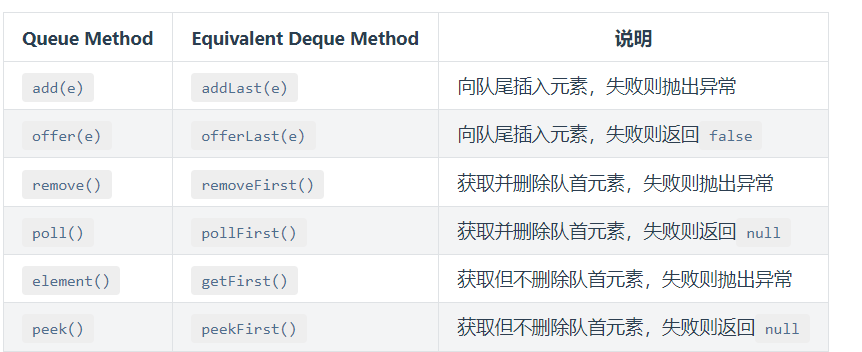 Queue Method Equivalent Deque Method 说明
add(e) addLast(e) 向队尾插入元素，失败则抛出异常
offer(e) offerLast(e) 向队尾插入元素，失败则返回 false
remove() removeFirst() 获取并删除队首元素，失败则抛出异常
poll() pollFirst() 获取并删除队首元素，失败则返回 null
element() getFirst() 获取但不删除队首元素，失败则抛出异常
peek() peekFirst() 获取但不删除队首元素，失败则返回 null